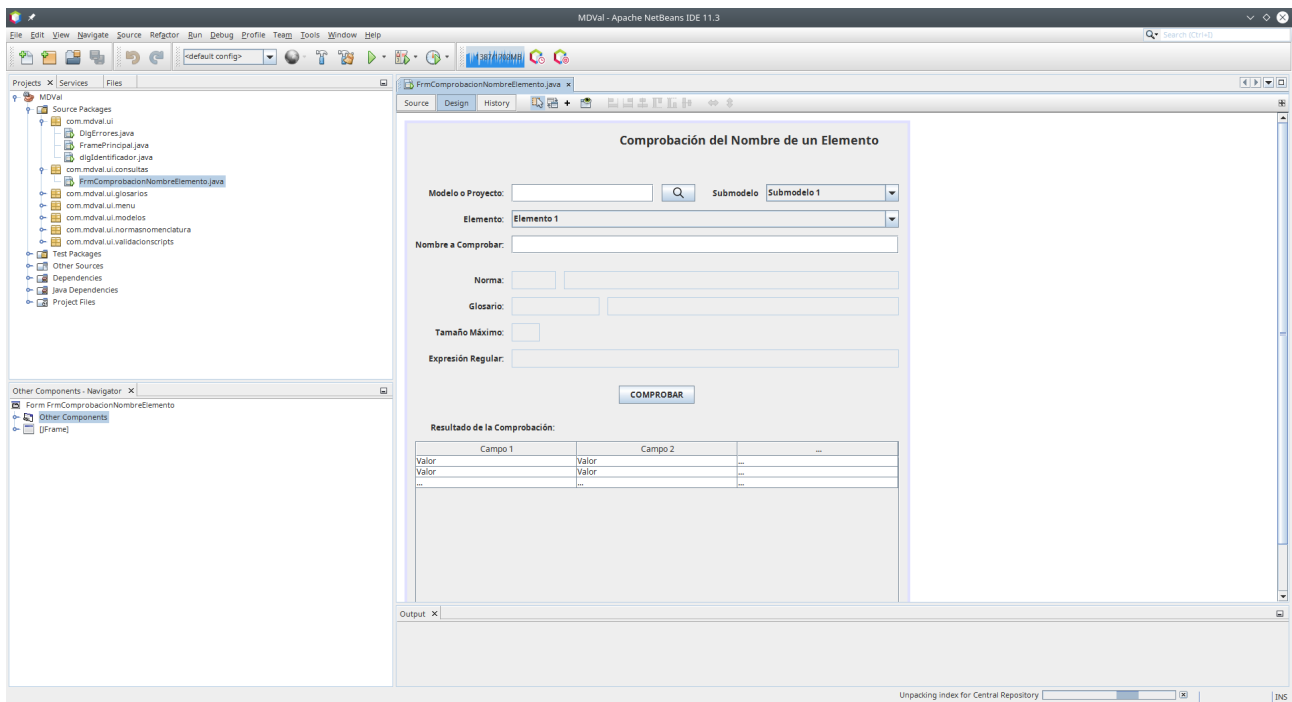 MDVal - Apache NetBeans IDE 11.3
File Edit View Navigate Source Refactor Run Debug Profile Team Tools Window Help
Search (Ctrl+I)
<default config>
Projects Services Files
MDVal
Source Packages
com.mdval.ui
DlgErrores.java
FramePrincipal.java
dlgIdentificador.java
com.mdval.ui.consultas
FrmComprobacionNombreElemento.java
com.mdval.ui.glosarios
com.mdval.ui.menu
com.mdval.ui.modelos
com.mdval.ui.normasnomenclatura
com.mdval.ui.validacionscripts
Test Packages
Other Sources
Dependencies
Java Dependencies
Project Files
Other Components - Navigator
Form FrmComprobacionNombreElemento
Other Components
[JFrame]
FrmComprobacionNombreElemento.java
Source Design History
Comprobación del Nombre de un Elemento
Modelo o Proyecto: Submodelo Submodelo 1
Elemento: Elemento 1
Nombre a Comprobar:
Norma:
Glosario:
Tamaño Máximo:
Expresión Regular:
COMPROBAR
Resultado de la Comprobación:
Campo 1 Campo 2 ...
Valor Valor ...
Valor Valor ...
... ... ...
Output
Unpacking index for Central Repository
INS